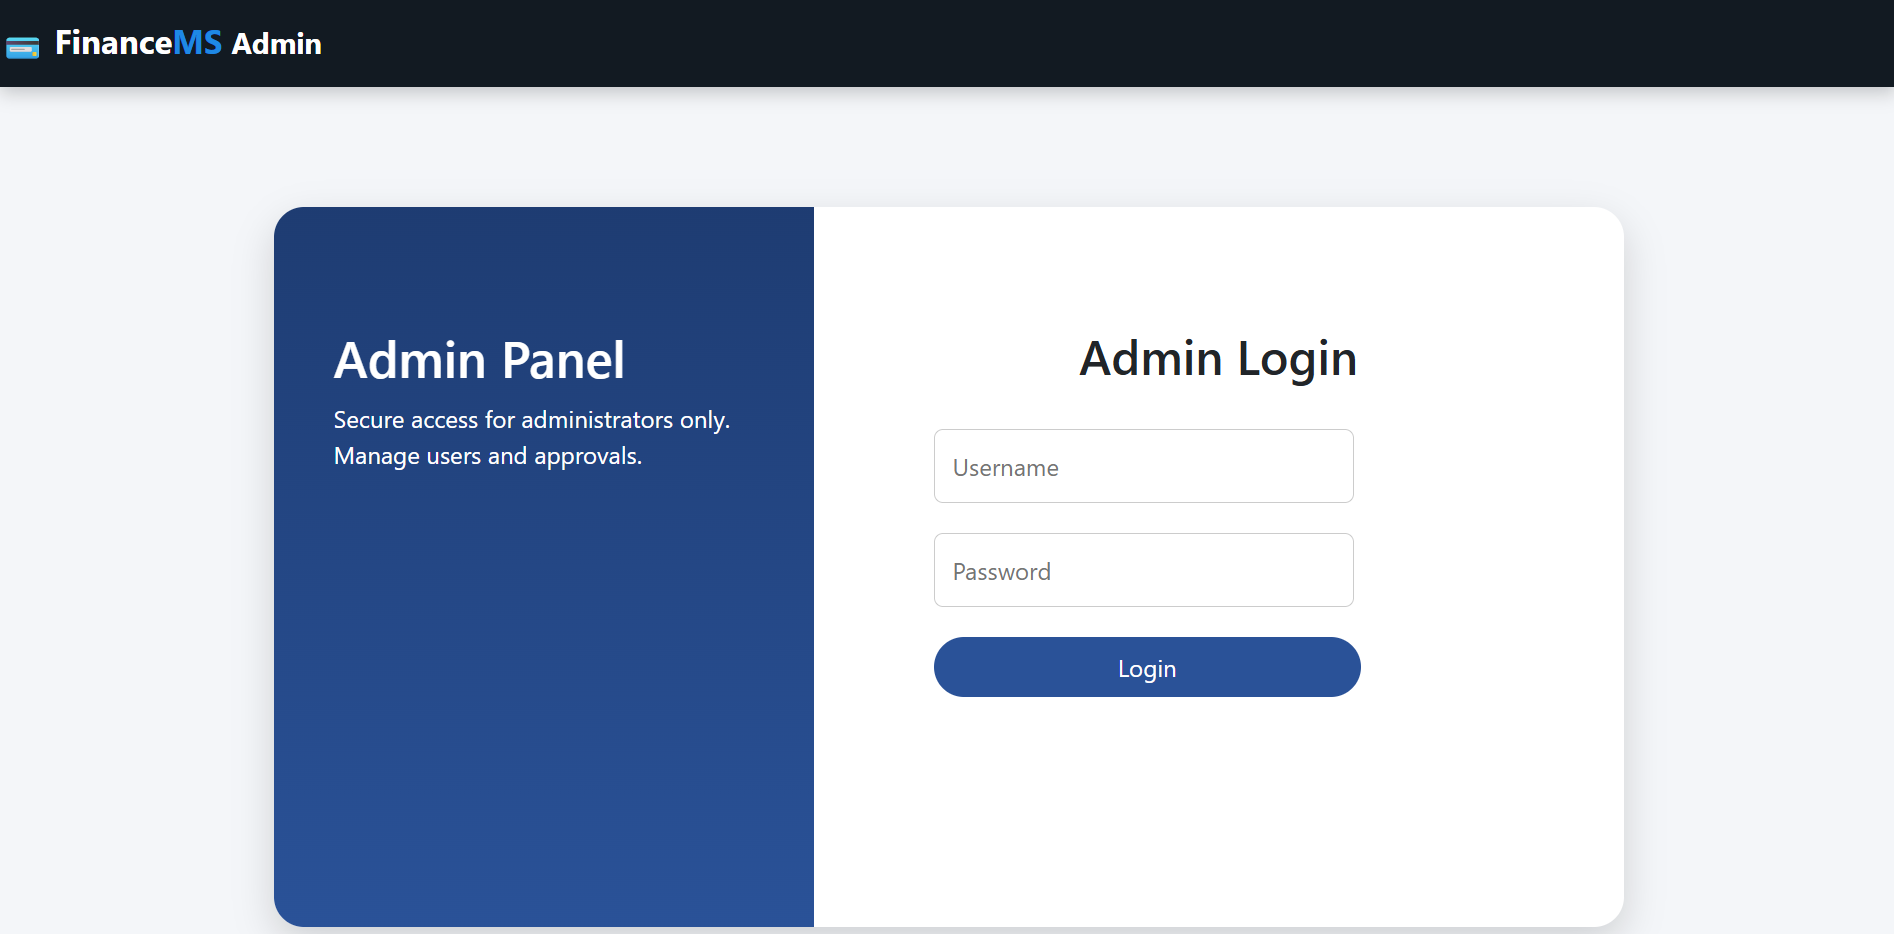 FinanceMS Admin
Admin Panel
Secure access for administrators only.
Manage users and approvals.
Admin Login
Username
Password
Login